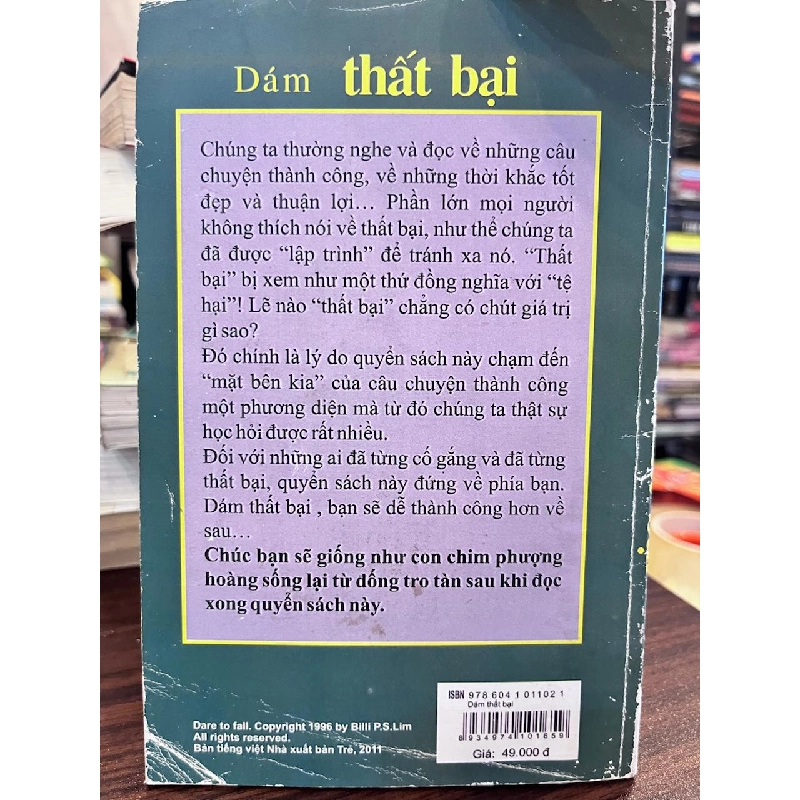 Dám thất bại
Chúng ta thường nghe và đọc về những câu
chuyện thành công, về những thời khắc tốt
đẹp và thuận lợi... Phần lớn mọi người
không thích nói về thất bại, như thể chúng ta
đã được “lập trình” để tránh xa nó. “Thất
bại” bị xem như một thứ đồng nghĩa với “tệ
hại”! Lẽ nào “thất bại” chẳng có chút giá trị
gì sao?
Đó chính là lý do quyển sách này chạm đến
“mặt bên kia” của câu chuyện thành công
một phương diện mà từ đó chúng ta thật sự
học hỏi được rất nhiều.
Đối với những ai đã từng cố gắng và đã từng
thất bại, quyển sách này đứng về phía bạn.
Dám thất bại , bạn sẽ dễ thành công hơn về
sau...
Chúc bạn sẽ giống như con chim phượng
hoàng sống lại từ đống tro tàn sau khi đọc
xong quyển sách này.
ISBN 978 604 1 01102 1
Dám thất bại
8 934974 101659
Giá: 49.000 đ
Dare to fail. Copyright 1996 by Billi P.S.Lim
All rights reserved.
Bản tiếng việt Nhà xuất bản Trẻ, 2011